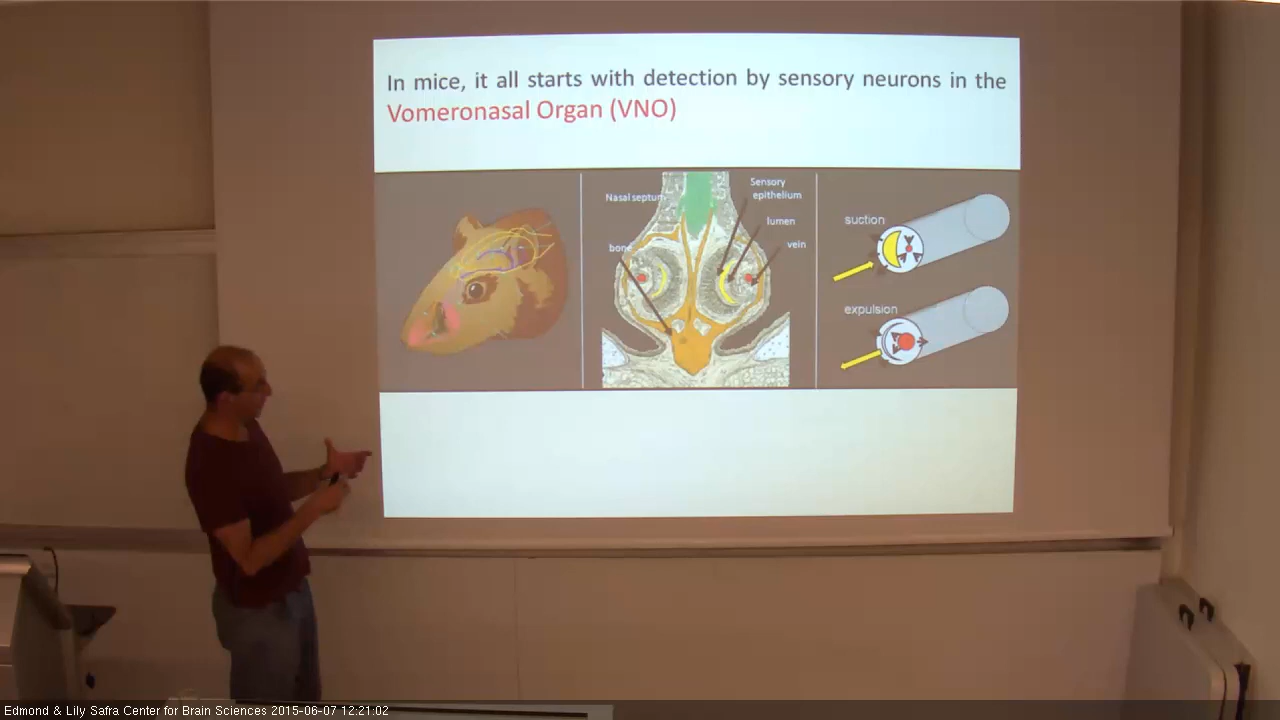 In mice, it all starts with detection by sensory neurons in the
Vomeronasal Organ (VNO)
Nasal septum
bone
Sensory
epithelium
lumen
vein
suction
expulsion
Edmond & Lily Safra Center for Brain Sciences 2015-06-07 12:21:02